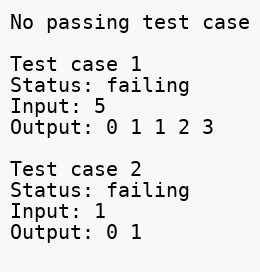 No passing test case
Test case 1
Status: failing
Input: 5
Output: 0 1 1 2 3
Test case 2
Status: failing
Input: 1
Output: 0 1